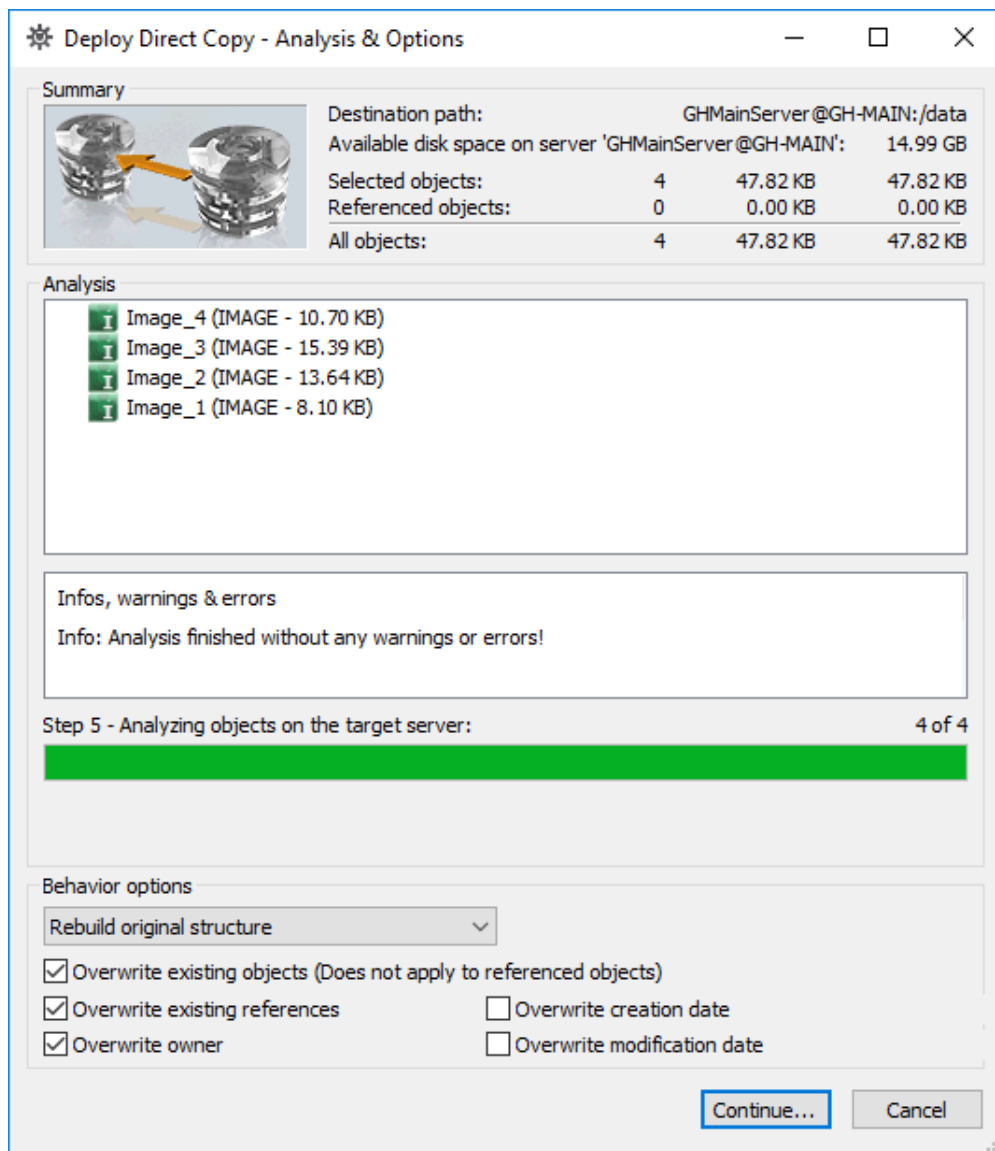 Deploy Direct Copy - Analysis & Options
Summary
Destination path: GHMainServer@GH-MAIN:/data
Available disk space on server 'GHMainServer@GH-MAIN': 14.99 GB
Selected objects: 4 47.82 KB 47.82 KB
Referenced objects: 0 0.00 KB 0.00 KB
All objects: 4 47.82 KB 47.82 KB
Analysis
I Image_4 (IMAGE - 10.70 KB)
I Image_3 (IMAGE - 15.39 KB)
I Image_2 (IMAGE - 13.64 KB)
I Image_1 (IMAGE - 8.10 KB)
Infos, warnings & errors
Info: Analysis finished without any warnings or errors!
Step 5 - Analyzing objects on the target server: 4 of 4
Behavior options
Rebuild original structure
Overwrite existing objects (Does not apply to referenced objects)
Overwrite existing references Overwrite creation date
Overwrite owner Overwrite modification date
Continue... Cancel